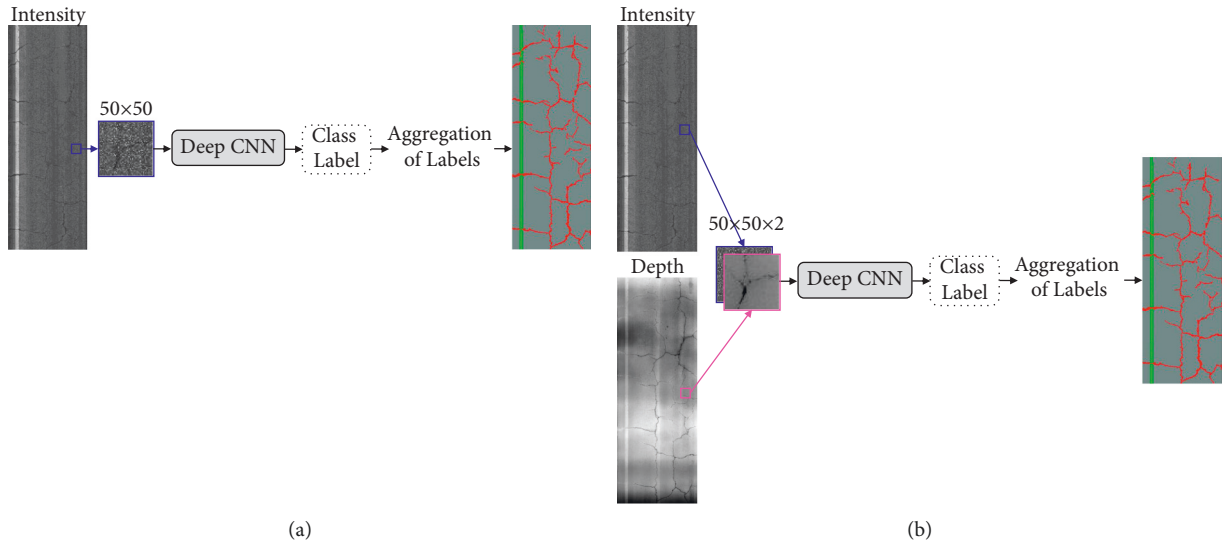 Intensity
50×50
Deep CNN
Class
Label
Aggregation
of Labels
(a)
Intensity
50×50×2
Depth
Deep CNN
Class
Label
Aggregation
of Labels
(b)